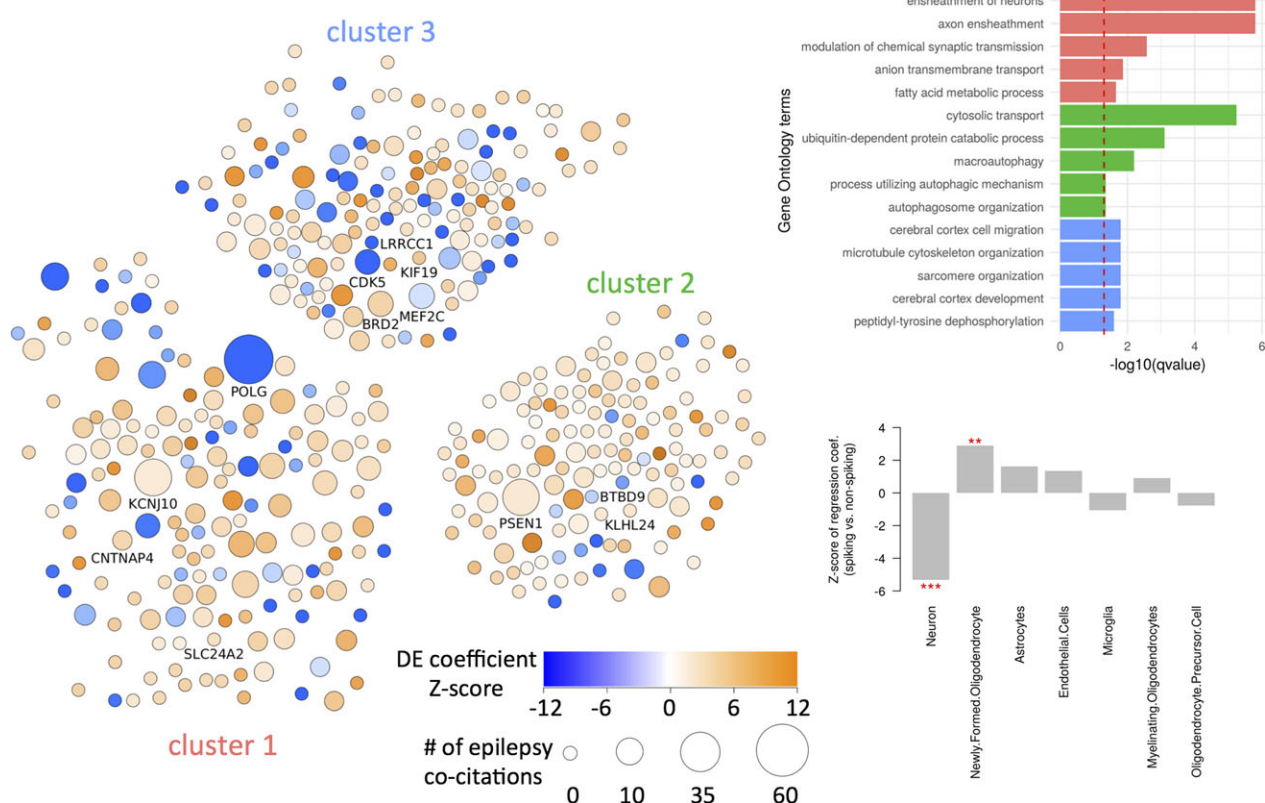 cluster 3
LRRCC1
CDK5
KIF19
MEF2C
BRD2
cluster 2
PSEN1
BTBD9
KLHL24
POLG
KCNJ10
CNTNAP4
SLC24A2
cluster 1
DE coefficient
Z-score
-12 -6 0 6 12
# of epilepsy
co-citations
0 10 35 60
Gene Ontology terms
ensheathment of neurons
axon ensheathment
modulation of chemical synaptic transmission
anion transmembrane transport
fatty acid metabolic process
cytosolic transport
ubiquitin-dependent protein catabolic process
macroautophagy
process utilizing autophagic mechanism
autophagosome organization
cerebral cortex cell migration
microtubule cytoskeleton organization
sarcomere organization
cerebral cortex development
peptidyl-tyrosine dephosphorylation
0 2 4 6
-log10(qvalue)
Z-score of regression coef.
(spiking vs. non-spiking)
4
2
0
-2
-4
-6
**
***
Neuron
Newly.Formed.Oligodendrocyte
Astrocytes
Endothelial.Cells
Microglia
Myelinating.Oligodendrocytes
Oligodendrocyte.Precursor.Cell